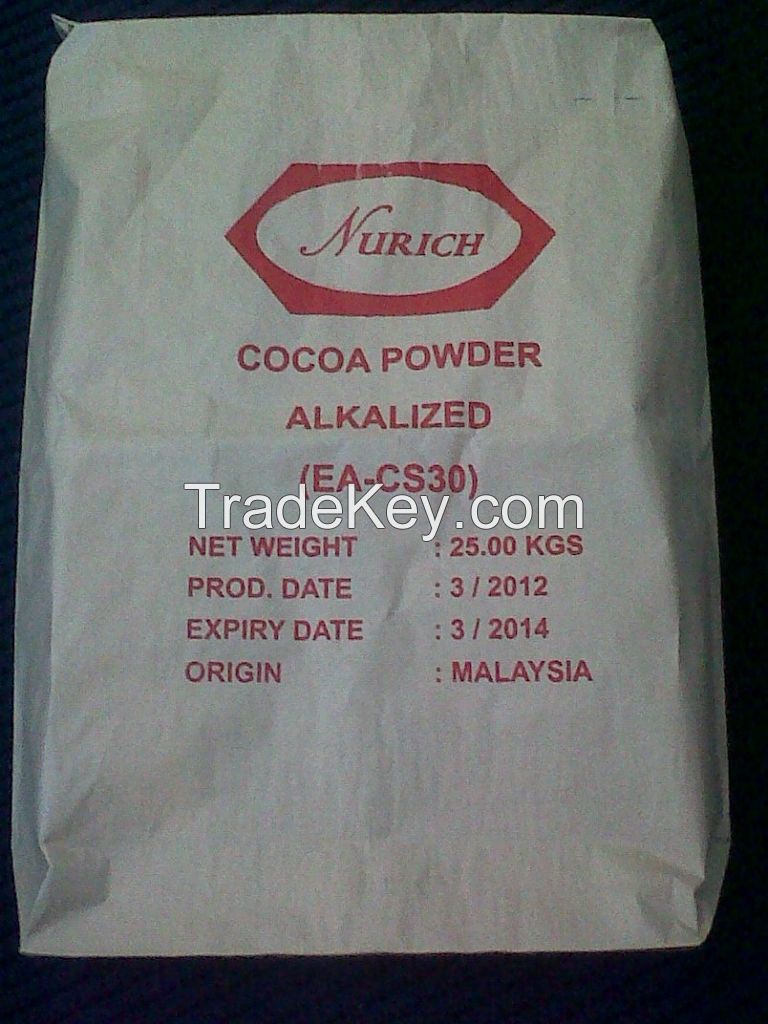 NURICH
COCOA POWDER
ALKALIZED
(EA-CS30)
TradeKey.com
NET WEIGHT : 25.00 KGS
PROD. DATE : 3 / 2012
EXPIRY DATE : 3 / 2014
ORIGIN : MALAYSIA